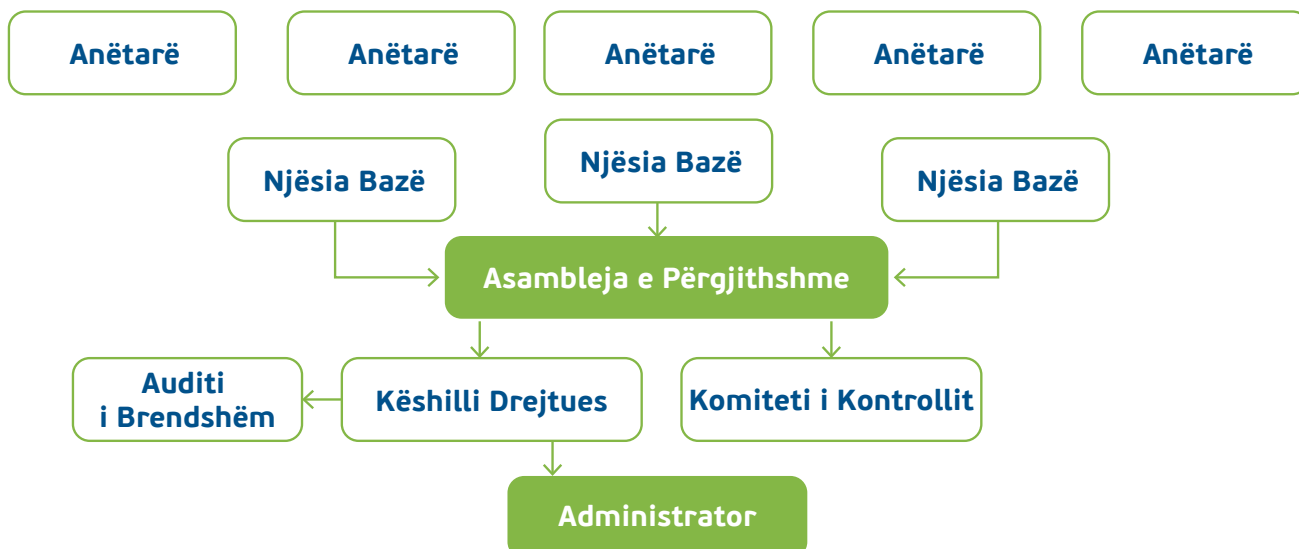 Anëtarë
Anëtarë
Anëtarë
Anëtarë
Anëtarë
Njësia Bazë
Njësia Bazë
Njësia Bazë
Asambleja e Përgjithshme
Auditi
i Brendshëm
Këshilli Drejtues
Komiteti i Kontrollit
Administrator